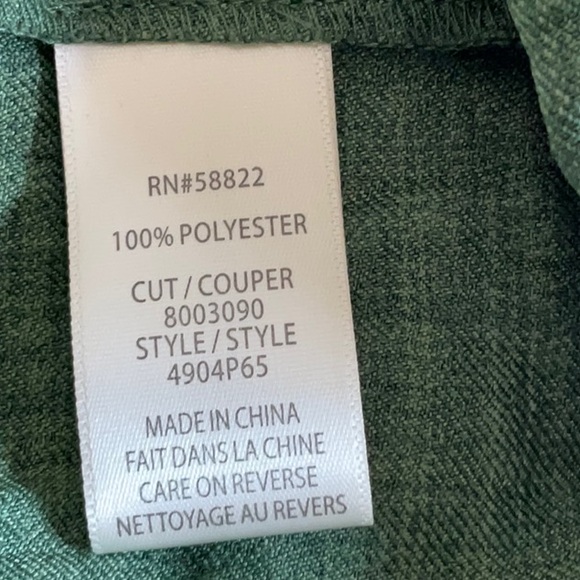 RN#58822
100% POLYESTER
CUT / COUPER
8003090
STYLE / STYLE
4904P65
MADE IN CHINA
FAIT DANS LA CHINE
CARE ON REVERSE
NETTOYAGE AU REVERS